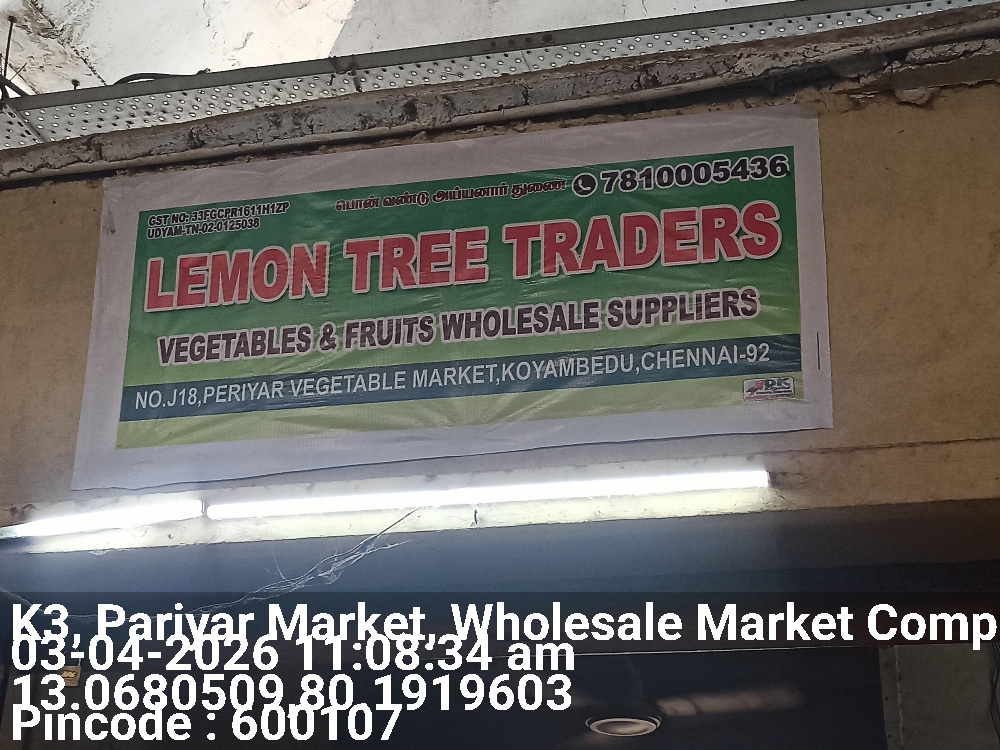 GST NO: 33FGCPR1611H1ZP
UDYAM-TN-02-0125038
பொன் வண்டு அய்யனார் துணை
7810005436
LEMON TREE TRADERS
VEGETABLES & FRUITS WHOLESALE SUPPLIERS
NO.J18,PERIYAR VEGETABLE MARKET,KOYAMBEDU,CHENNAI-92
K3, Pariyar Market, Wholesale Market Comp
03-04-2026 11:08:34 am
13.0680509,80.1919603
Pincode : 600107